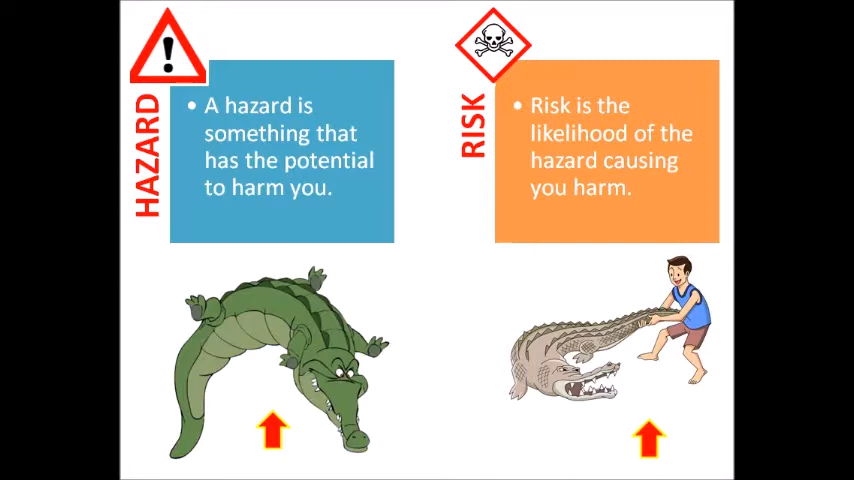 HAZARD
• A hazard is
something that
has the potential
to harm you.
RISK
• Risk is the
likelihood of the
hazard causing
you harm.